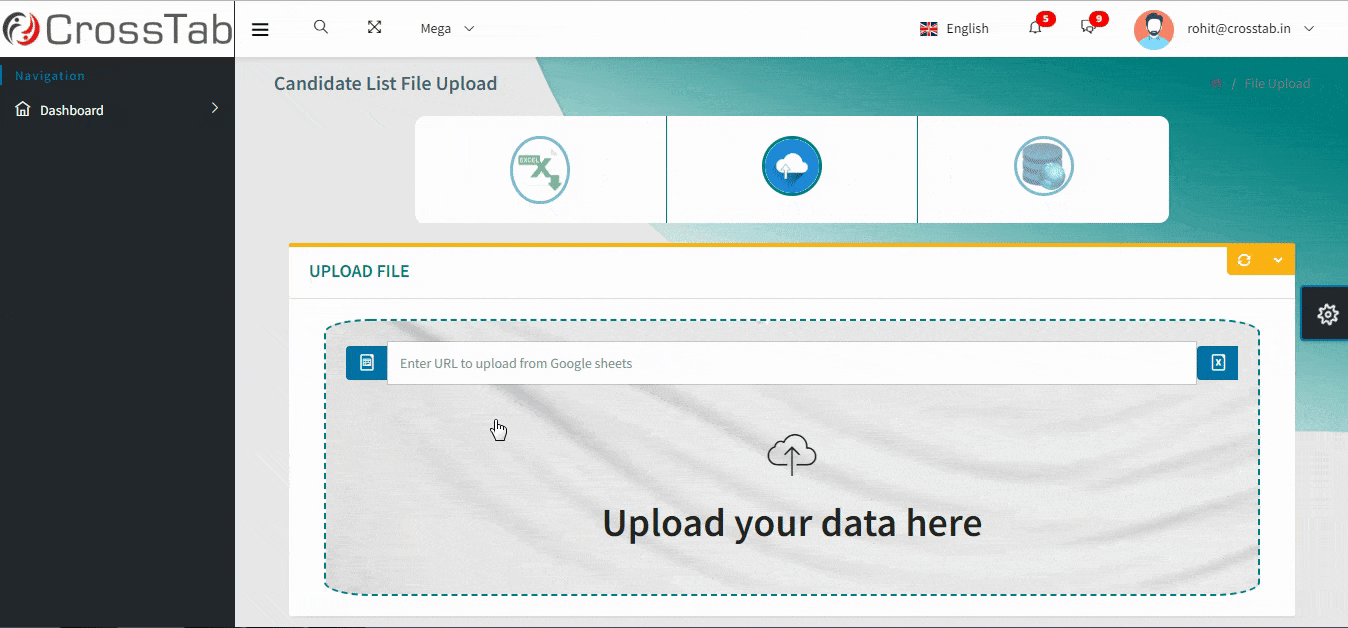 CrossTab
Mega
English
5
9
rohit@crosstab.in
Navigation
Dashboard
Candidate List File Upload
/ File Upload
EXCEL
X
UPLOAD FILE
Enter URL to upload from Google sheets
Upload your data here